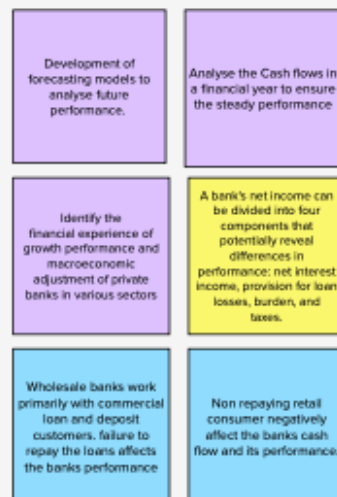 Development of
forecasting models to
analyse future
performance.
Analyse the Cash flows in
a financial year to ensure
the steady performance
Identify the
financial experience of
growth performance and
macroeconomic
adjustment of private
banks in various sectors
A bank's net income can
be divided into four
components that
potentially reveal
differences in
performance: net interest
income, provision for loan
losses, burden, and
taxes.
Wholesale banks work
primarily with commercial
loan and deposit
customers. failure to
repay the loans affects
the banks performance
Non repaying retail
consumer negatively
affect the banks cash
flow and its performance.